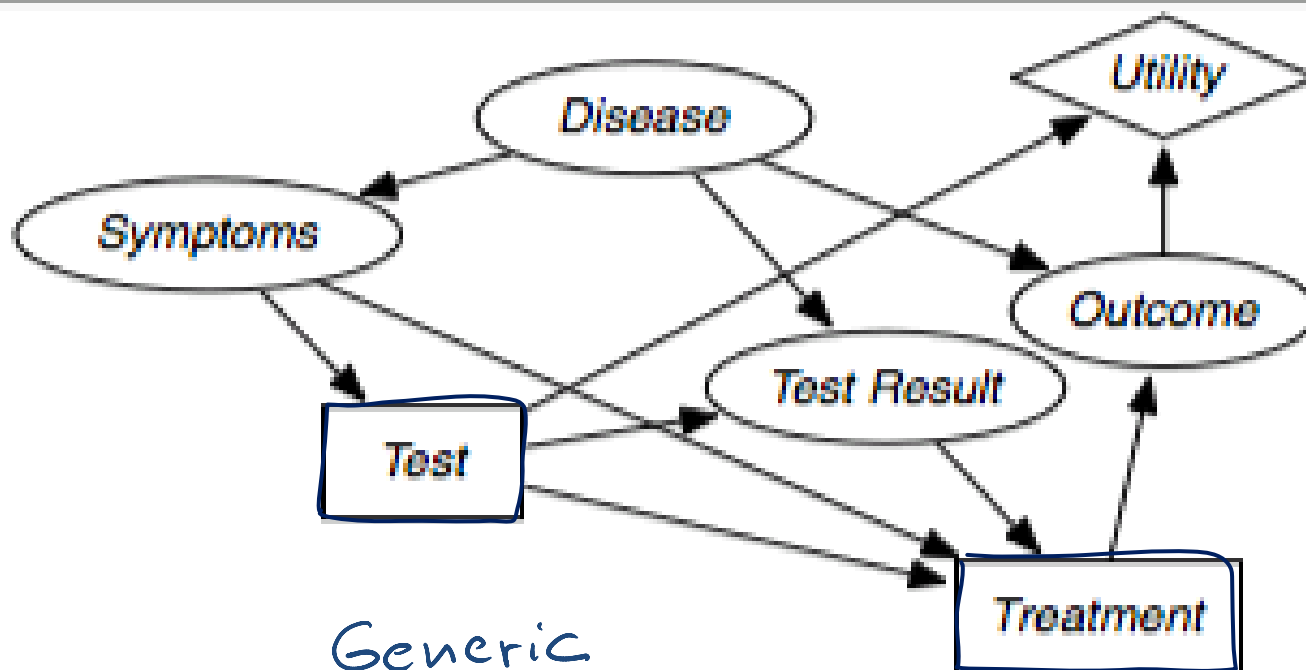 Utility
Disease
Symptoms
Outcome
Test Result
Test
Treatment
Generic